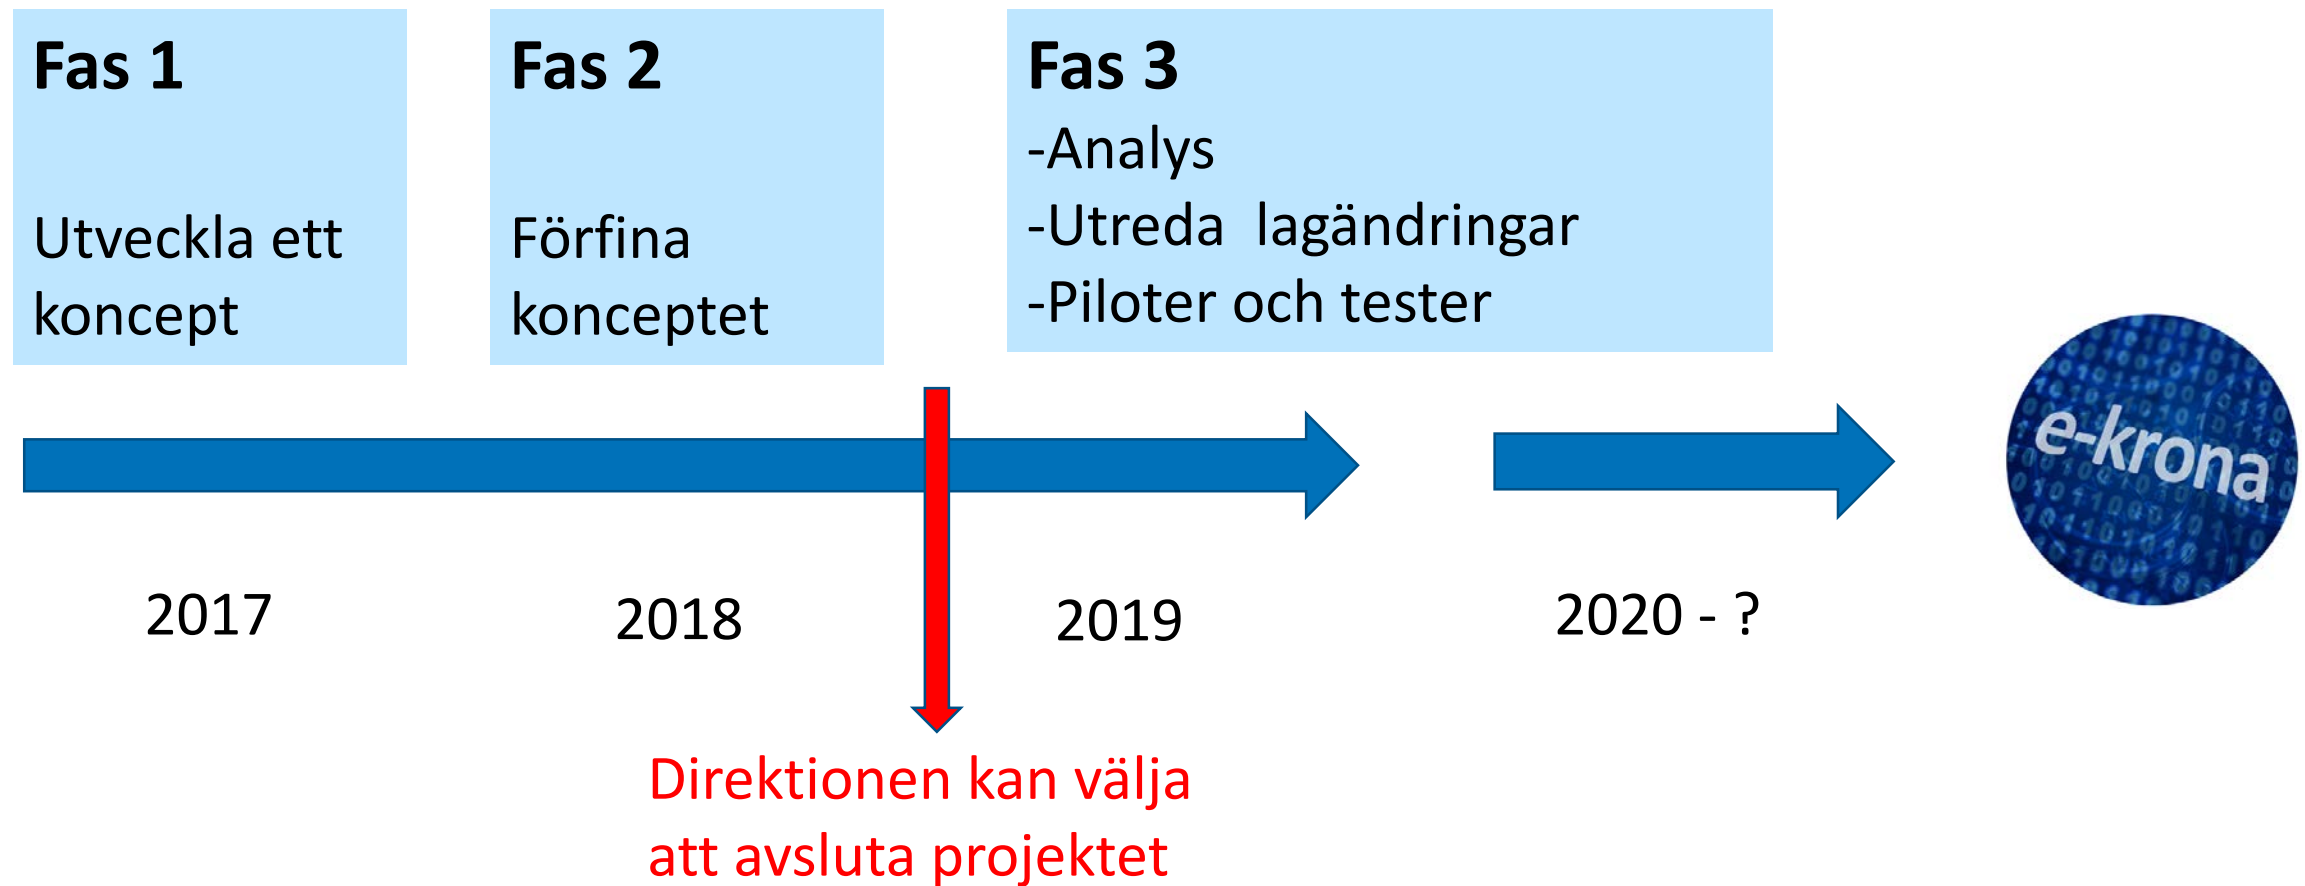 Fas 1
Utveckla ett
koncept
Fas 2
Förfina
konceptet
Fas 3
-Analys
-Utreda  lagändringar
-Piloter och tester
e-krona
2017
2018
2019
2020 - ?
Direktionen kan välja
att avsluta projektet